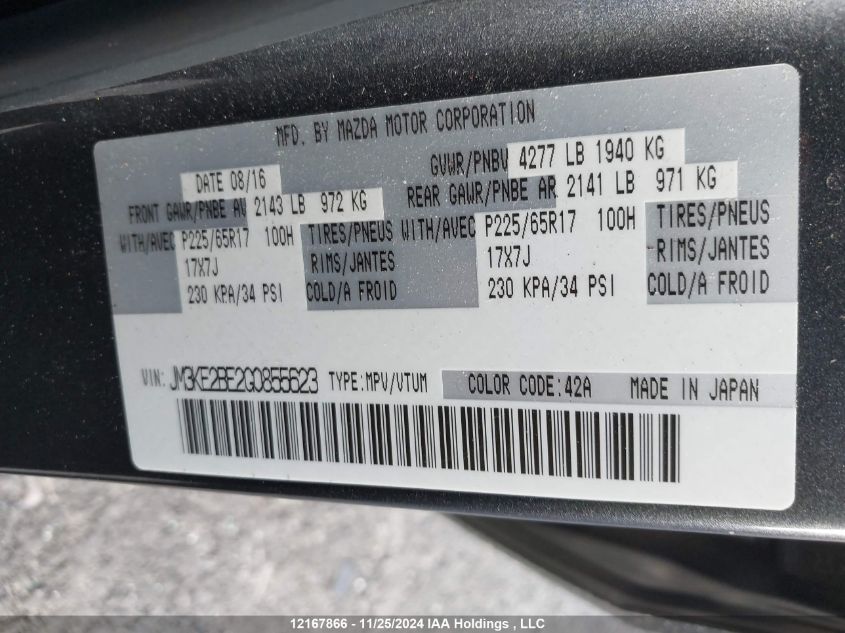 MFD. BY MAZDA MOTOR CORPORATION
DATE 08/16 GVWR/PNBV 4277 LB 1940 KG
FRONT GAWR/PNBE AV 2143 LB 972 KG REAR GAWR/PNBE AR 2141 LB 971 KG
WITH/AVEC P225/65R17 100H TIRES/PNEUS WITH/AVEC P225/65R17 100H TIRES/PNEUS
17X7J RIMS/JANTES 17X7J RIMS/JANTES
230 KPA/34 PSI COLD/A FROID 230 KPA/34 PSI COLD/A FROID
VIN: JM3KE2BE2G0855623 TYPE:MPV/VTUM COLOR CODE:42A MADE IN JAPAN
12167866 - 11/25/2024 IAA Holdings , LLC